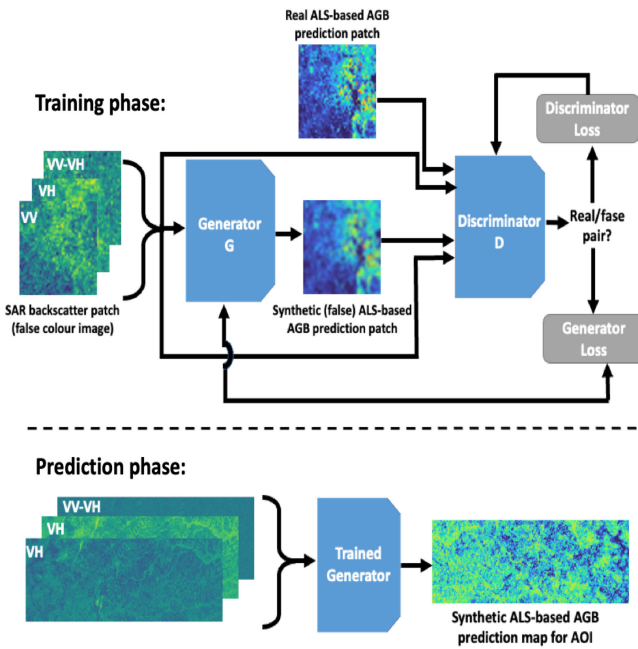 Real ALS-based AGB
prediction patch
Training phase:
Discriminator
Loss
VV-VH
VH
VV
Generator
G
Discriminator
D
Real/fase
pair?
SAR backscatter patch
(false colour image)
Synthetic (false) ALS-based
AGB prediction patch
Generator
Loss
Prediction phase:
VV-VH
VH
VH
Trained
Generator
Synthetic ALS-based AGB
prediction map for AOI